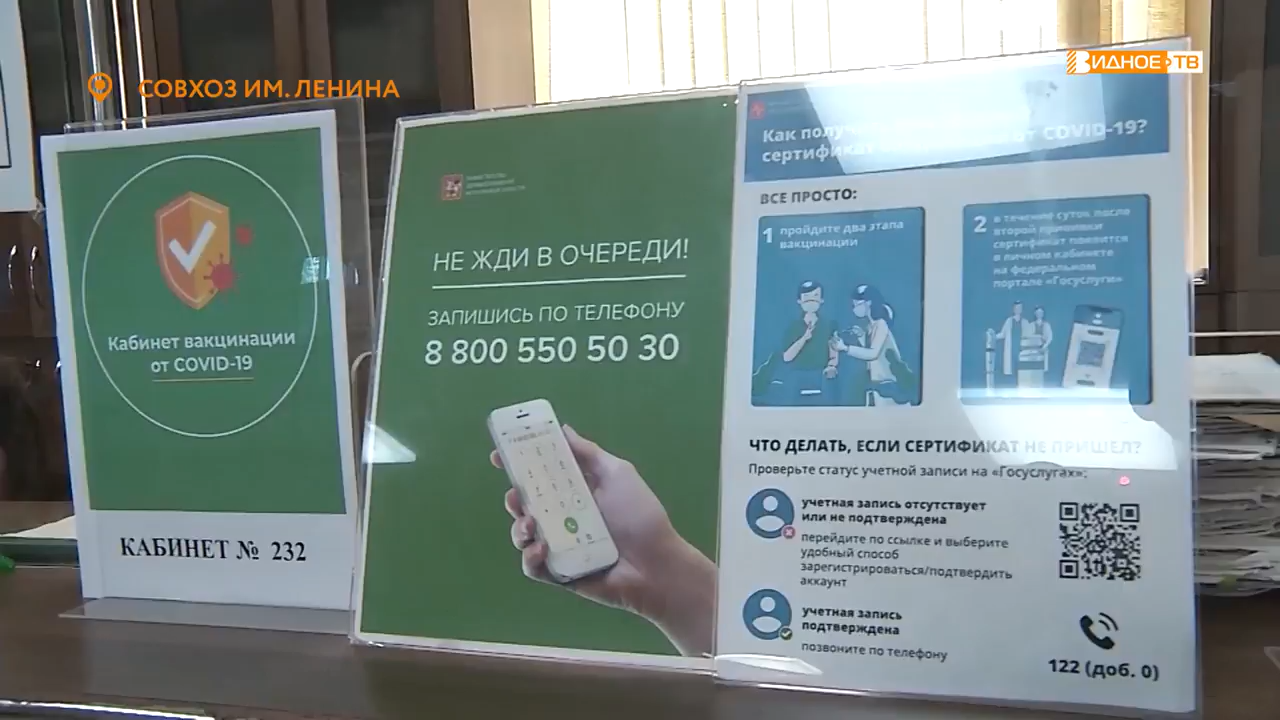 СОВХОЗ ИМ. ЛЕНИНА
ВИДНОЕ ТВ
Кабинет вакцинации
от COVID-19
КАБИНЕТ № 232
НЕ ЖДИ В ОЧЕРЕДИ!
ЗАПИШИСЬ ПО ТЕЛЕФОНУ
8 800 550 50 30
Как
сертификат от COVID-19?
ВСЕ ПРОСТО:
1 пройдите два этапа
вакцинации
2 в течение суток после
второй прививки
сертификат появится
в личном кабинете
на федеральном
портале «Госуслуги»
ЧТО ДЕЛАТЬ, ЕСЛИ СЕРТИФИКАТ НЕ ПРИШЕЛ?
Проверьте статус учетной записи на «Госуслугах»:
учетная запись отсутствует
или не подтверждена
перейдите по ссылке и выберите
удобный способ
зарегистрироваться/подтвердить
аккаунт
учетная запись
подтверждена
позвоните по телефону
122 (доб. 0)